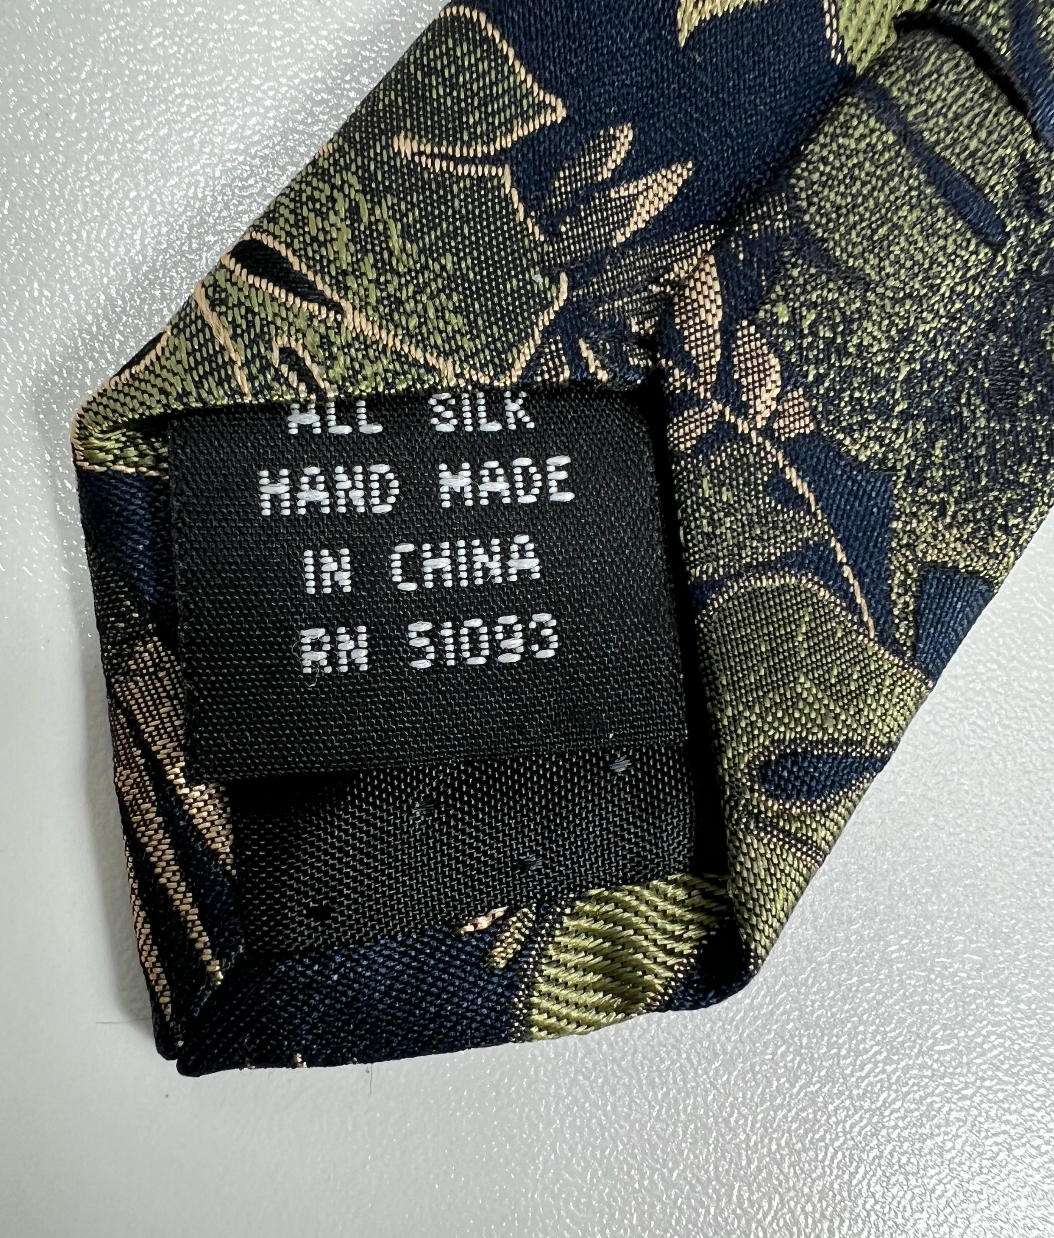 ALL SILK
HAND MADE
IN CHINA
RN 51093